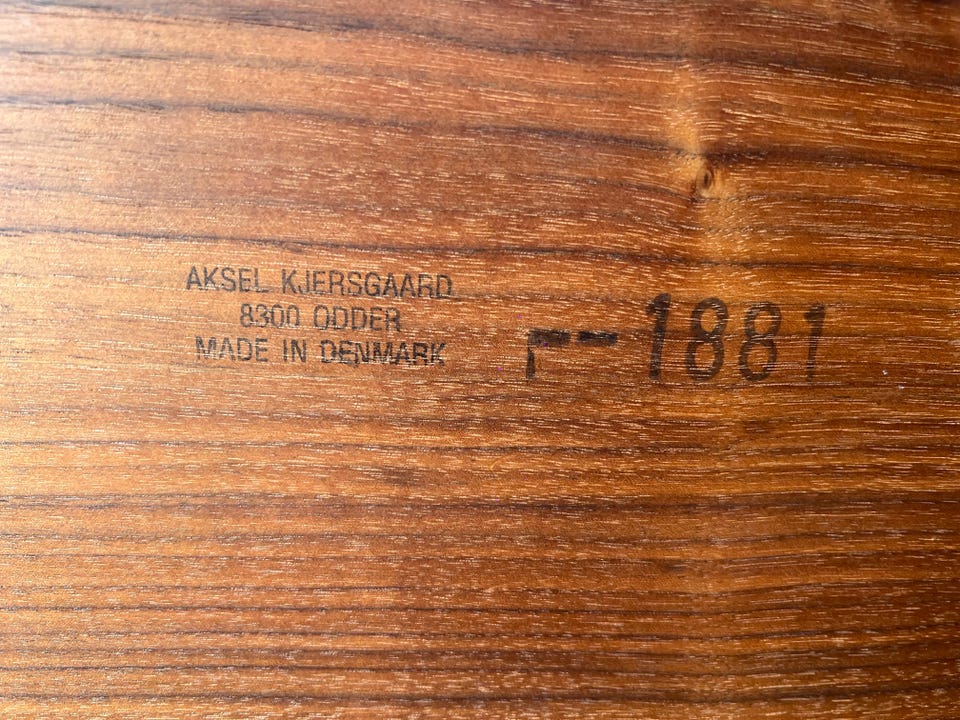 AKSEL KJERSGAARD
8300 ODDER
MADE IN DENMARK
1881